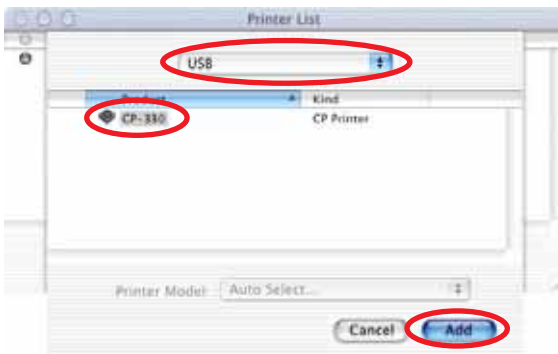 Printer List
USB
Product Kind
CP-330 CP Printer
Printer Model: Auto Select...
Cancel Add